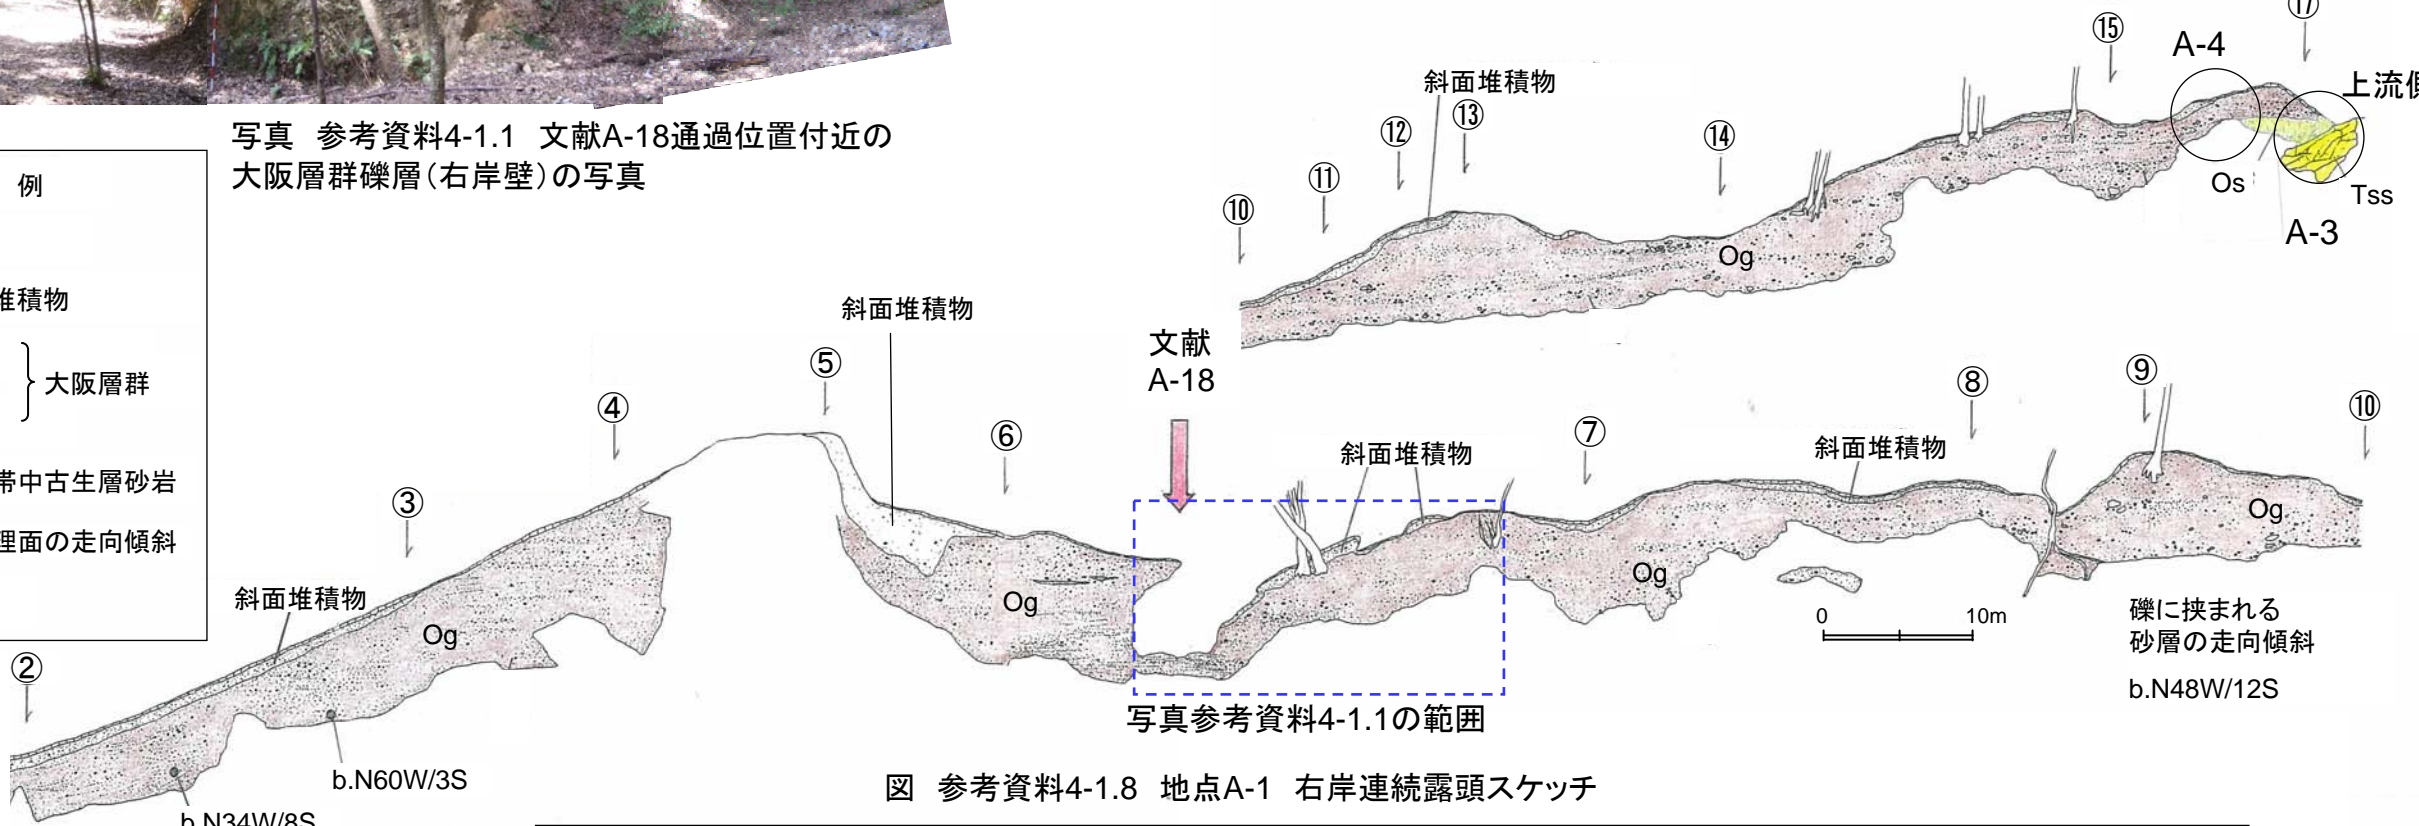 写真 参考資料4-1.1 文献A-18通過位置付近の
大阪層群礫層(右岸壁)の写真
例
堆積物
大阪層群
帯中古生層砂岩
理面の走向傾斜
⑩
⑪
⑫
斜面堆積物
⑬
⑭
⑮
A-4
⑰
上流側
Os
Tss
A-3
Og
②
斜面堆積物
③
Og
④
⑤
斜面堆積物
⑥
Og
文献
A-18
斜面堆積物
⑦
Og
斜面堆積物
⑧
⑨
Og
⑩
0 10m
礫に挟まれる
砂層の走向傾斜
b.N48W/12S
写真参考資料4-1.1の範囲
b.N60W/3S
b.N34W/8S
図 参考資料4-1.8 地点A-1 右岸連続露頭スケッチ